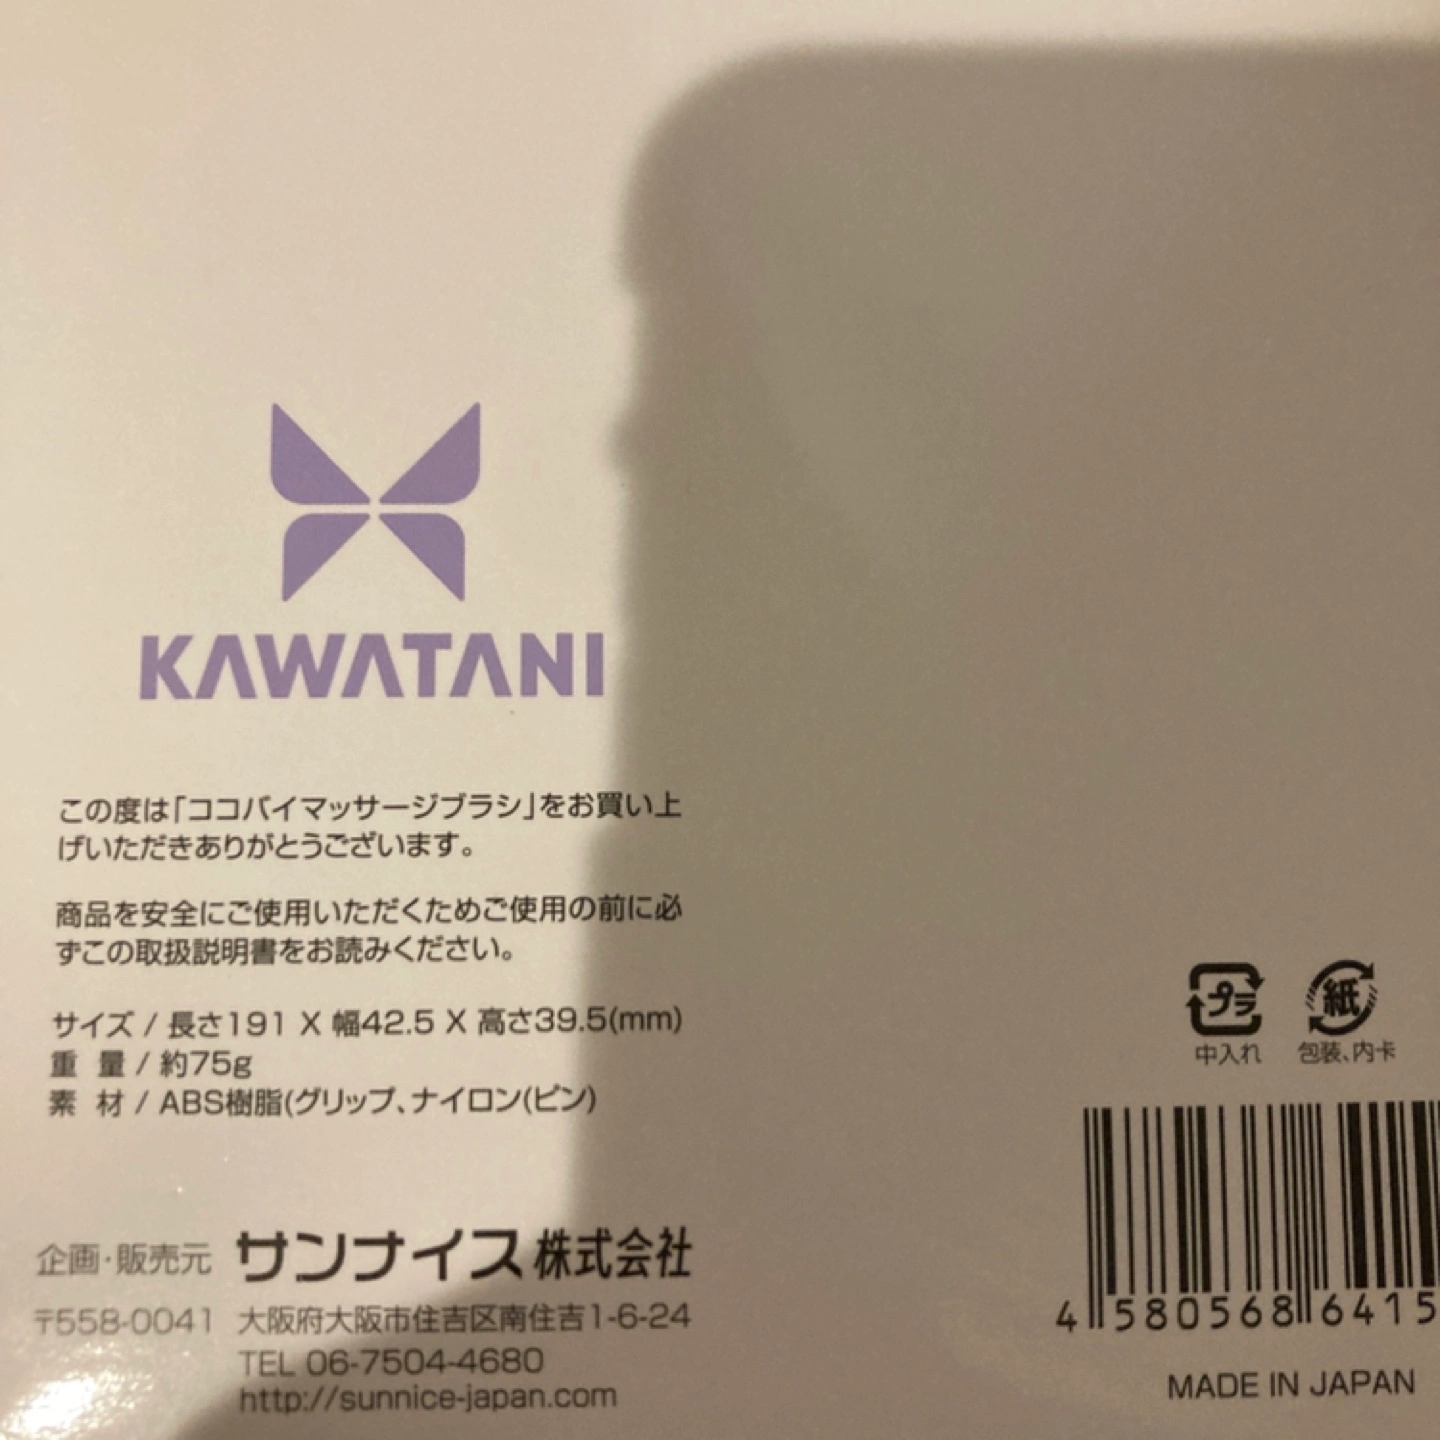 KAWATANI
この度は「ココバイマッサージブラシ」をお買い上
げいただきありがとうございます。
商品を安全にご使用いただくためご使用の前に必
ずこの取扱説明書をお読みください。
サイズ / 長さ191 X 幅42.5 X 高さ39.5(mm)
重 量 / 約75g
素 材 / ABS樹脂(グリップ、ナイロン(ピン)
企画・販売元 サンナイス株式会社
〒558-0041 大阪府大阪市住吉区南住吉1-6-24
TEL 06-7504-4680
http://sunnice-japan.com
プラ 紙
中入れ 包装、内卡
4 580568 6415
MADE IN JAPAN